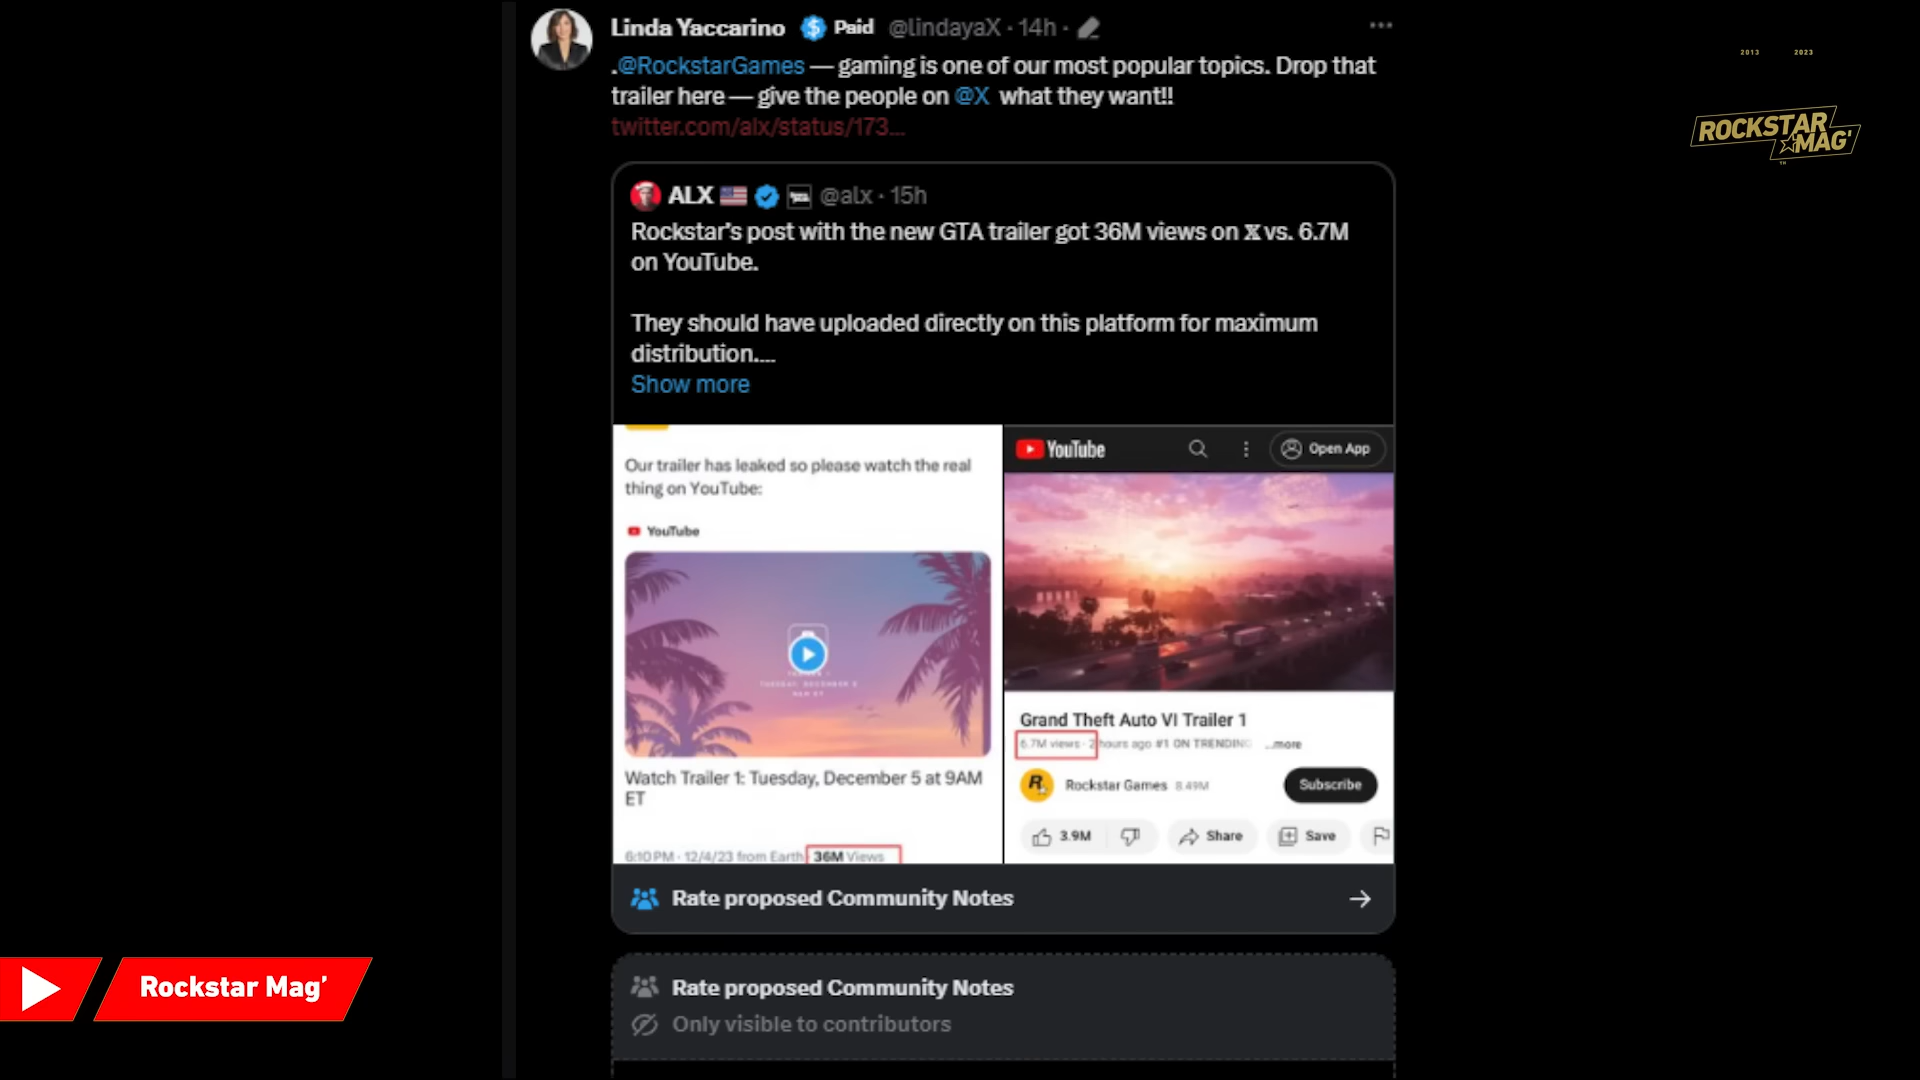 Linda Yaccarino Paid @lindayaX · 14h ·
.@RockstarGames — gaming is one of our most popular topics. Drop that
trailer here — give the people on @X what they want!!
twitter.com/alx/status/173...
2013 2023
ROCKSTAR
MAG'
TM
ALX @alx · 15h
Rockstar's post with the new GTA trailer got 36M views on 𝕏 vs. 6.7M
on YouTube.
They should have uploaded directly on this platform for maximum
distribution....
Show more
Our trailer has leaked so please watch the real
thing on YouTube:
YouTube
TUESDAY, DECEMBER 5
9AM ET
Watch Trailer 1: Tuesday, December 5 at 9AM
ET
6:10 PM · 12/4/23 from Earth 36M Views
YouTube
Open App
Grand Theft Auto VI Trailer 1
6.7M views · 2 hours ago #1 ON TRENDING ...more
R
Rockstar Games 8.49M
Subscribe
3.9M
Share
Save
Rate proposed Community Notes
Rate proposed Community Notes
Only visible to contributors
Rockstar Mag'